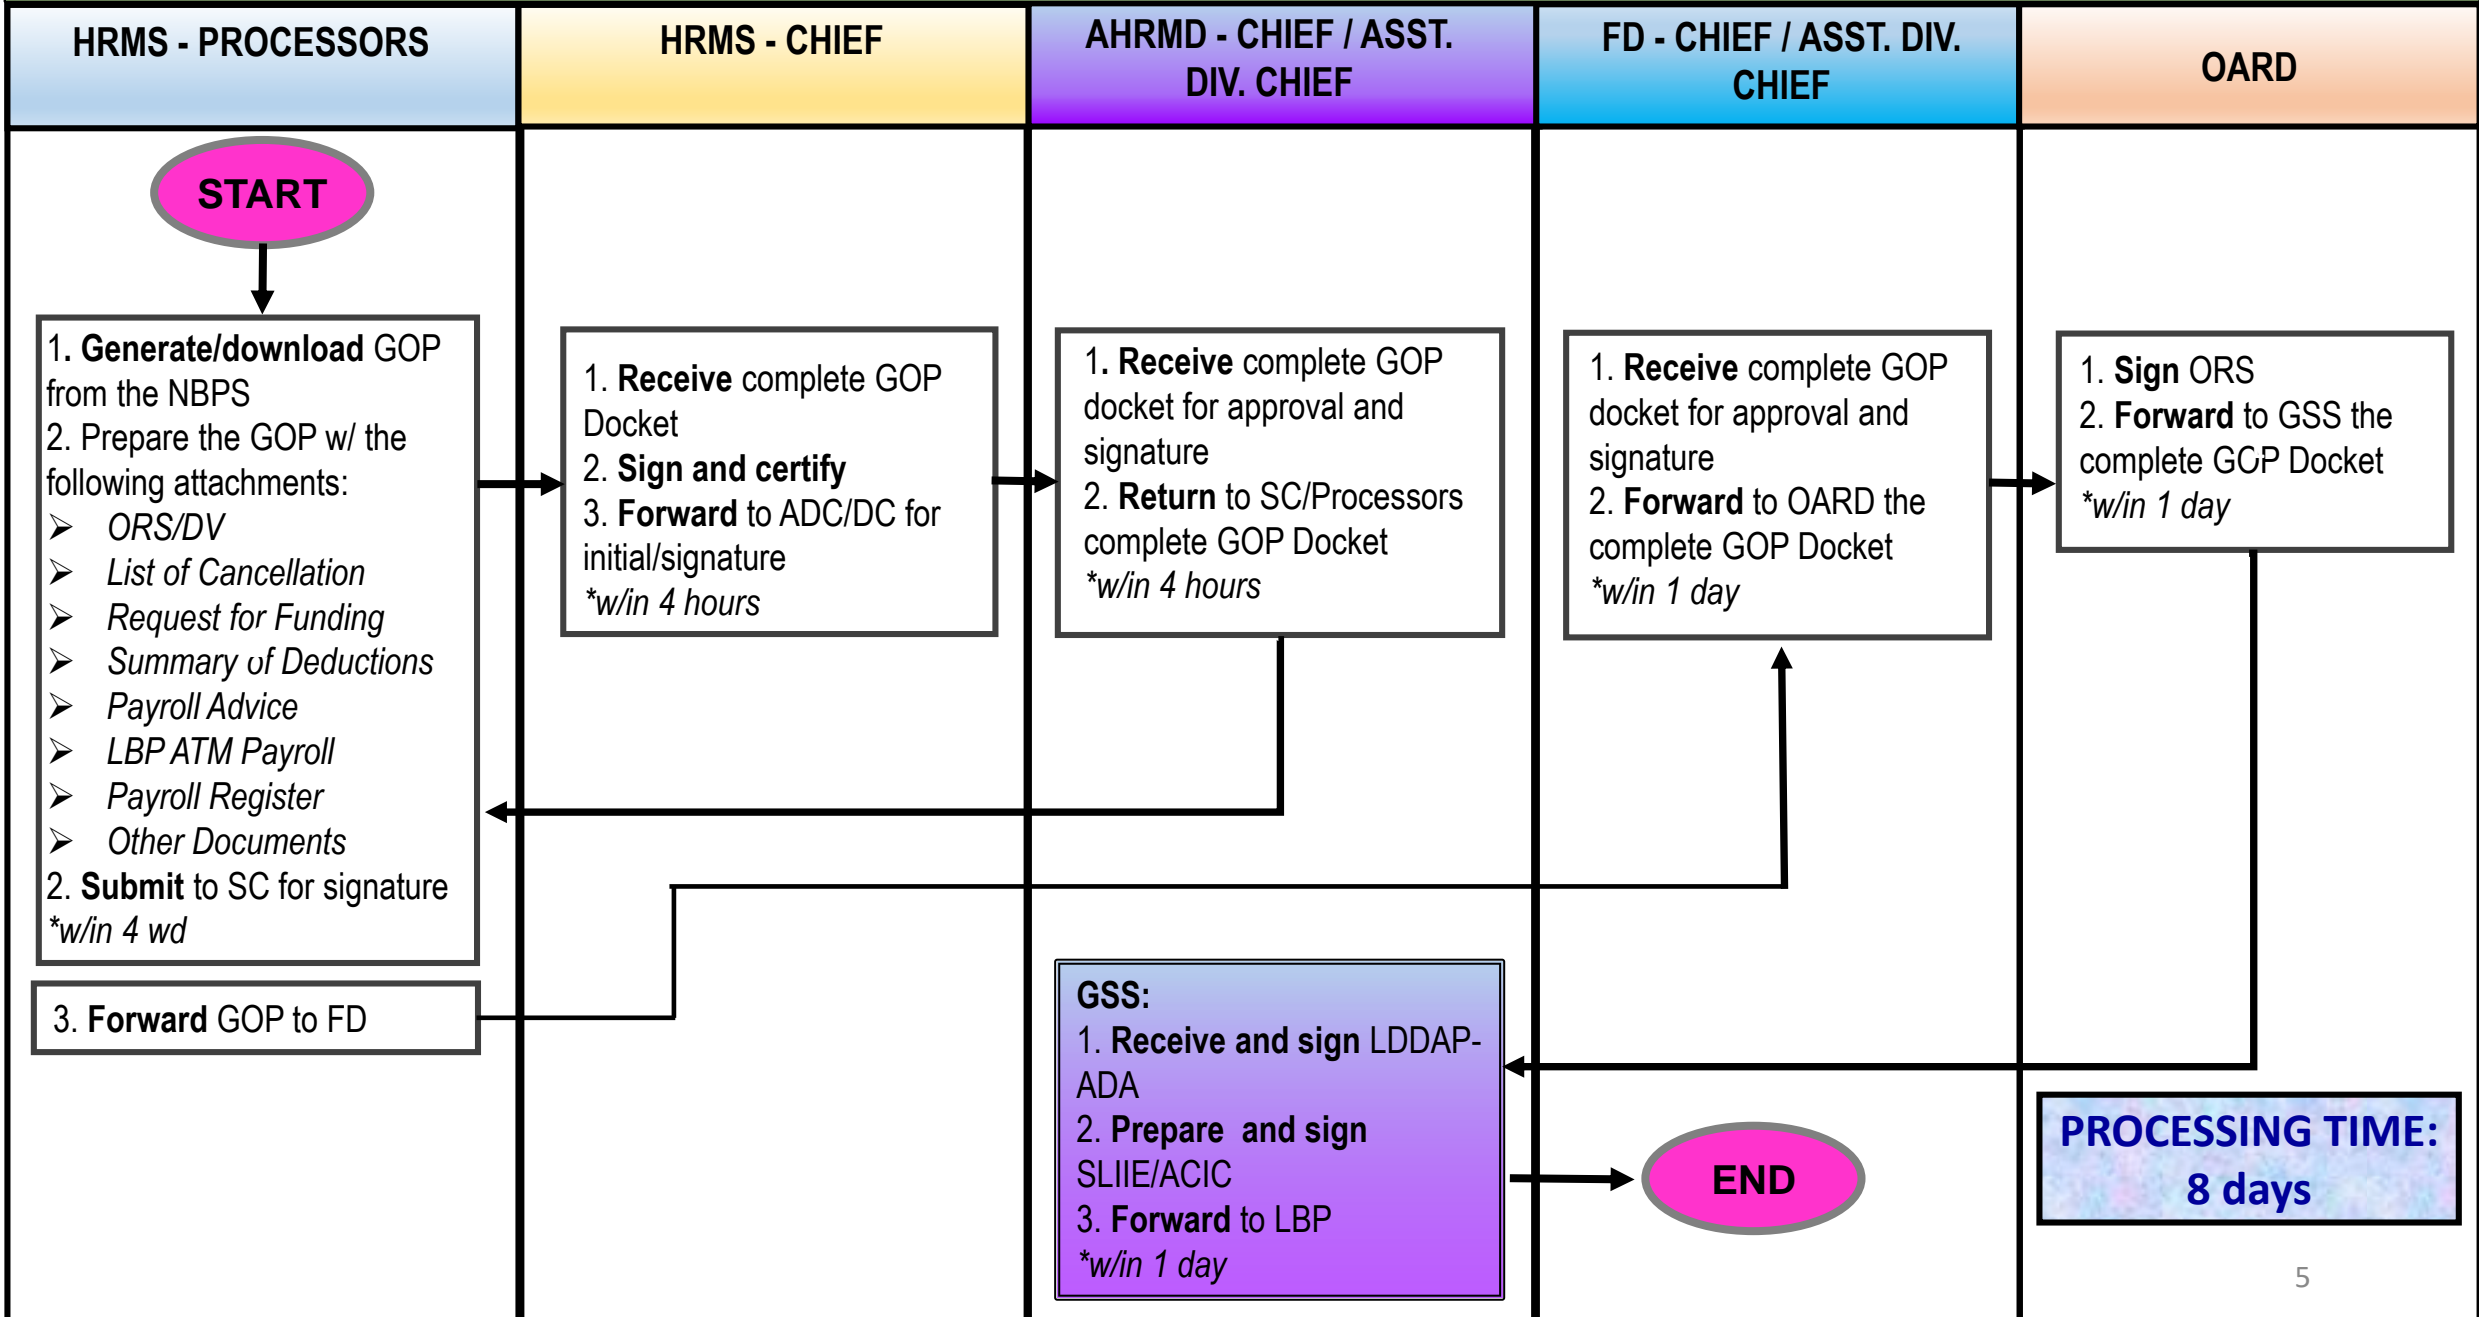 HRMS - PROCESSORS
HRMS - CHIEF
AHRMD - CHIEF / ASST.
DIV. CHIEF
FD - CHIEF / ASST. DIV.
CHIEF
OARD
START
1. Generate/download GOP
from the NBPS
2. Prepare the GOP w/ the
following attachments:
➢ ORS/DV
➢ List of Cancellation
➢ Request for Funding
➢ Summary of Deductions
➢ Payroll Advice
➢ LBP ATM Payroll
➢ Payroll Register
➢ Other Documents
2. Submit to SC for signature
*w/in 4 wd
3. Forward GOP to FD
1. Receive complete GOP
Docket
2. Sign and certify
3. Forward to ADC/DC for
initial/signature
*w/in 4 hours
1. Receive complete GOP
docket for approval and
signature
2. Return to SC/Processors
complete GOP Docket
*w/in 4 hours
1. Receive complete GOP
docket for approval and
signature
2. Forward to OARD the
complete GOP Docket
*w/in 1 day
1. Sign ORS
2. Forward to GSS the
complete GOP Docket
*w/in 1 day
GSS:
1. Receive and sign LDDAP-
ADA
2. Prepare and sign
SLIIE/ACIC
3. Forward to LBP
*w/in 1 day
END
PROCESSING TIME:
8 days
5